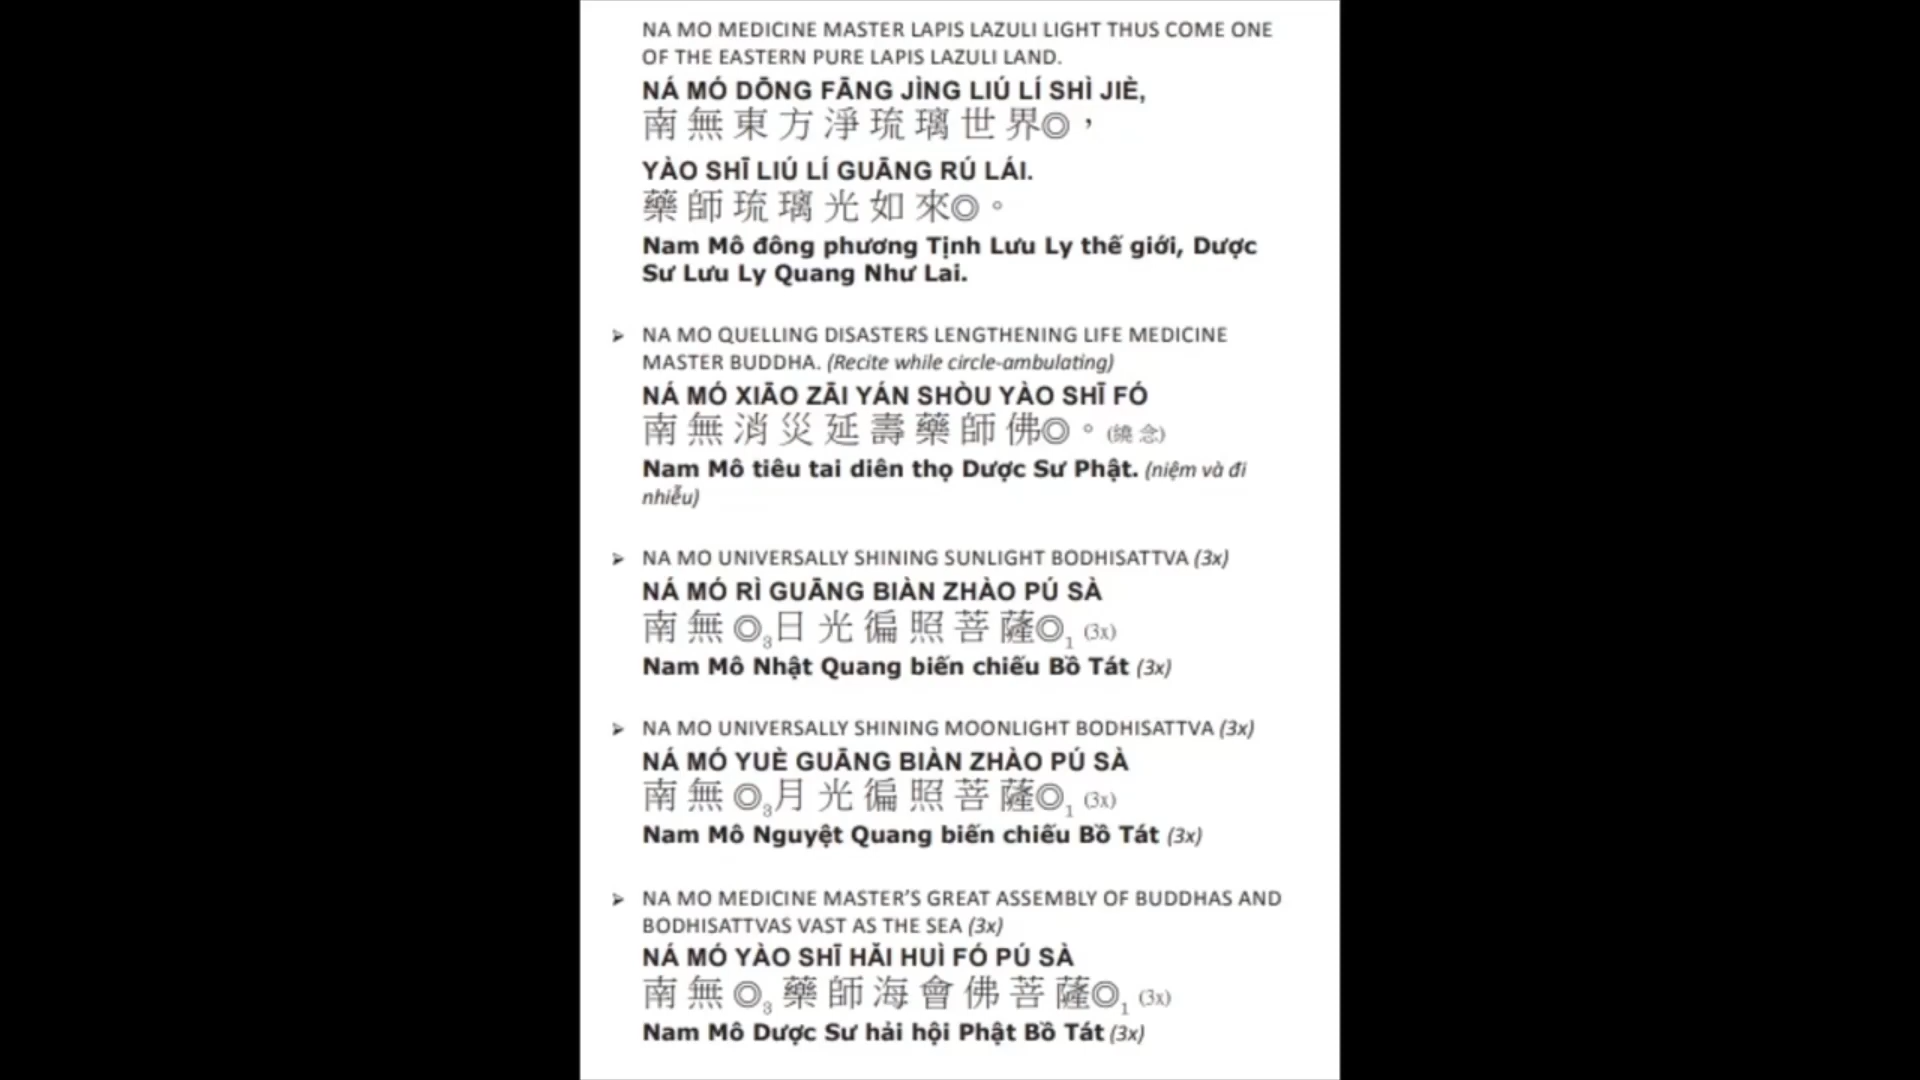 NA MO MEDICINE MASTER LAPIS LAZULI LIGHT THUS COME ONE
OF THE EASTERN PURE LAPIS LAZULI LAND.
NÁ MÓ DŌNG FĀNG JÌNG LIÚ LÍ SHÌ JIÈ,
南無東方淨琉璃世界◎，
YÀO SHĪ LIÚ LÍ GUĀNG RÚ LÁI.
藥師琉璃光如來◎。
Nam Mô đông phương Tịnh Lưu Ly thế giới, Dược
Sư Lưu Ly Quang Như Lai.
➢ NA MO QUELLING DISASTERS LENGTHENING LIFE MEDICINE
MASTER BUDDHA. (Recite while circle-ambulating)
NÁ MÓ XIĀO ZĀI YÁN SHÒU YÀO SHĪ FÓ
南無消災延壽藥師佛◎。(繞念)
Nam Mô tiêu tai diên thọ Dược Sư Phật. (niệm và đi
nhiễu)
➢ NA MO UNIVERSALLY SHINING SUNLIGHT BODHISATTVA (3x)
NÁ MÓ RÌ GUĀNG BIÀN ZHÀO PÚ SÀ
南無◎3日光徧照菩薩◎1 (3x)
Nam Mô Nhật Quang biến chiếu Bồ Tát (3x)
➢ NA MO UNIVERSALLY SHINING MOONLIGHT BODHISATTVA (3x)
NÁ MÓ YUÈ GUĀNG BIÀN ZHÀO PÚ SÀ
南無◎3月光徧照菩薩◎1 (3x)
Nam Mô Nguyệt Quang biến chiếu Bồ Tát (3x)
➢ NA MO MEDICINE MASTER’S GREAT ASSEMBLY OF BUDDHAS AND
BODHISATTVAS VAST AS THE SEA (3x)
NÁ MÓ YÀO SHĪ HǍI HUÌ FÓ PÚ SÀ
南無◎3 藥師海會佛菩薩◎1 (3x)
Nam Mô Dược Sư hải hội Phật Bồ Tát (3x)